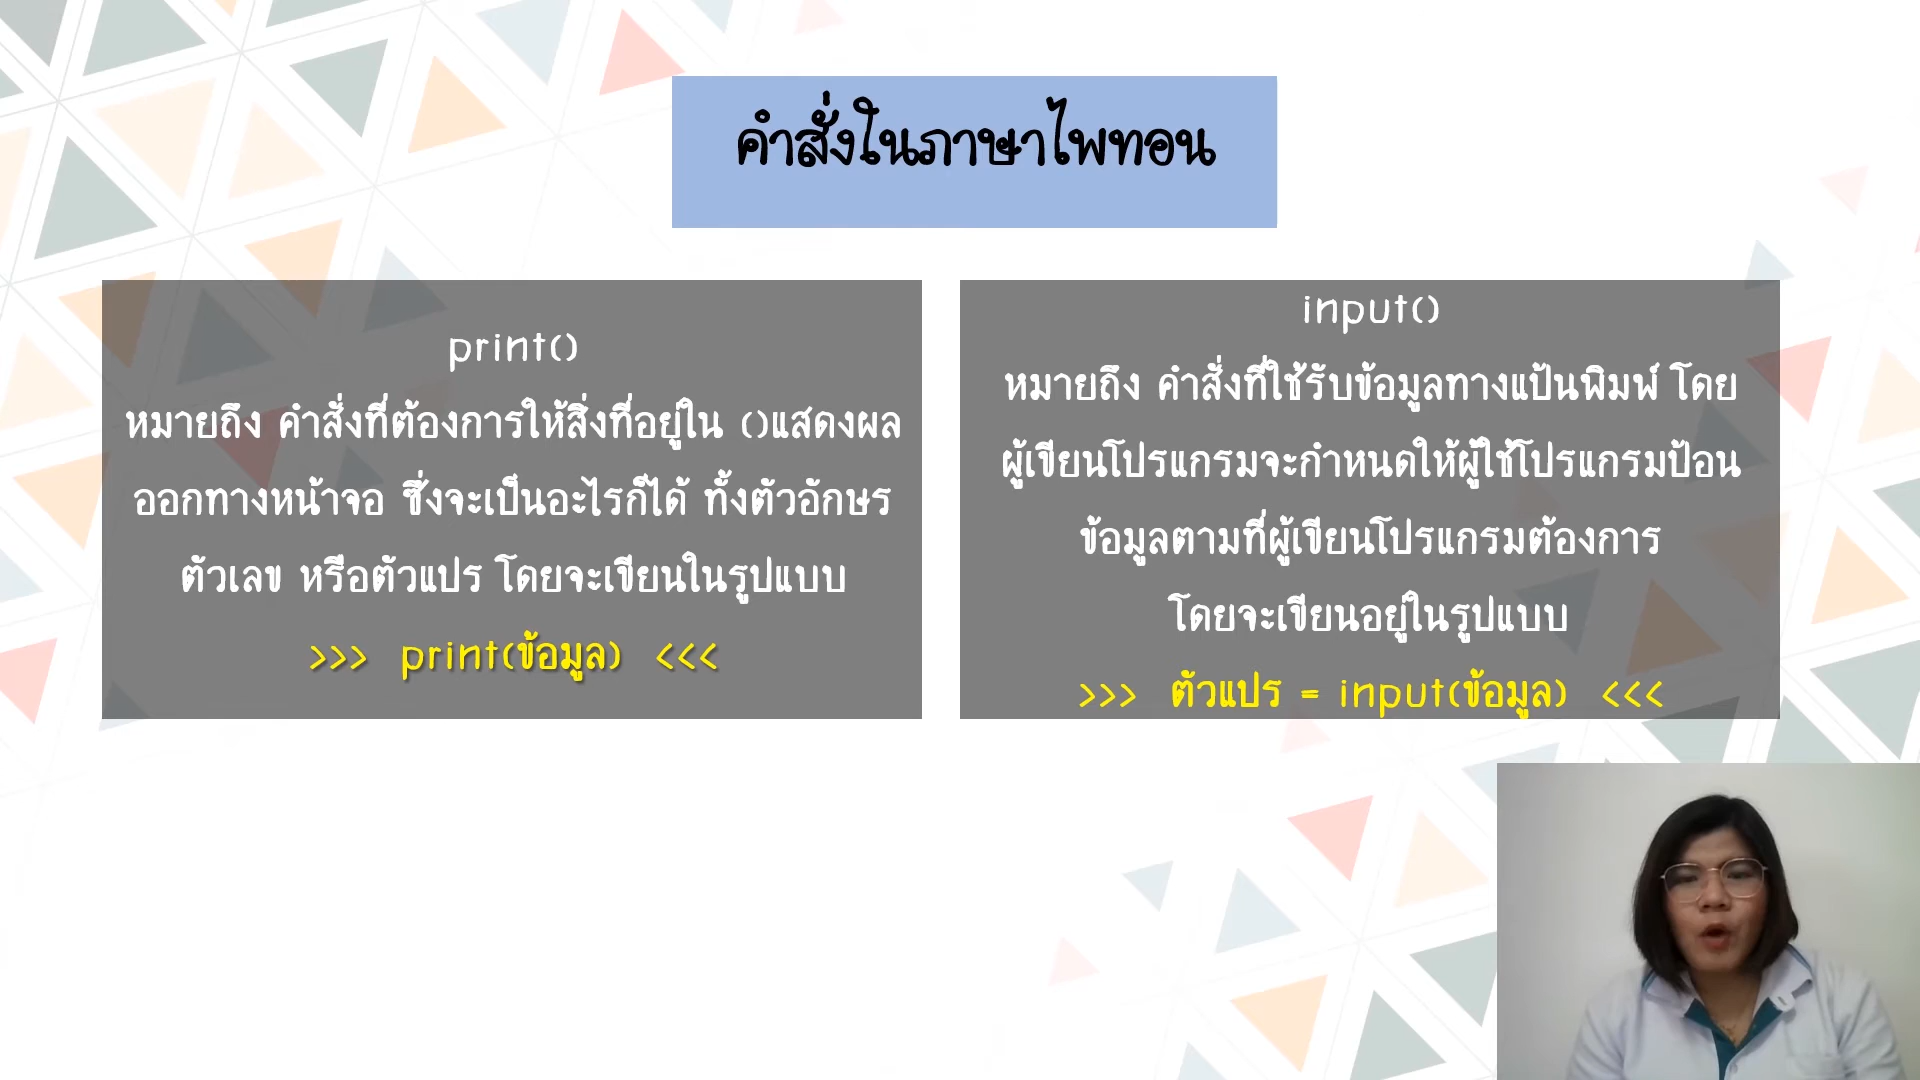 คำสั่งในภาษาไพทอน
print()
หมายถึง คำสั่งที่ต้องการให้สิ่งที่อยู่ใน ()แสดงผล
ออกทางหน้าจอ ซึ่งจะเป็นอะไรก็ได้ ทั้งตัวอักษร
ตัวเลข หรือตัวแปร โดยจะเขียนในรูปแบบ
>>> print(ข้อมูล) <<<
input()
หมายถึง คำสั่งที่ใช้รับข้อมูลทางแป้นพิมพ์ โดย
ผู้เขียนโปรแกรมจะกำหนดให้ผู้ใช้โปรแกรมป้อน
ข้อมูลตามที่ผู้เขียนโปรแกรมต้องการ
โดยจะเขียนอยู่ในรูปแบบ
>>> ตัวแปร = input(ข้อมูล) <<<